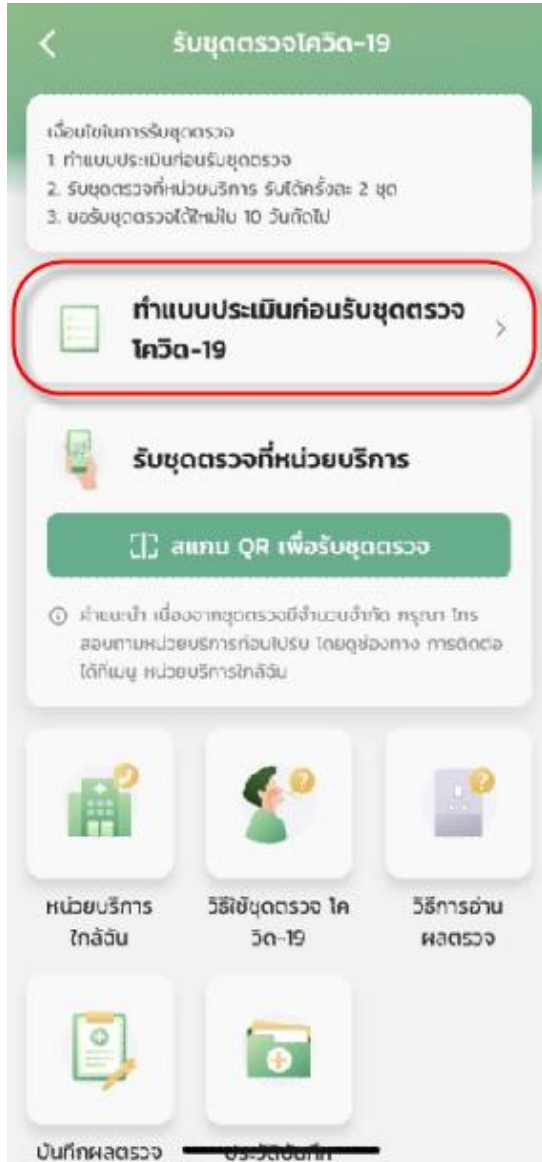 รับชุดตรวจโควิด-19
เงื่อนไขในการรับชุดตรวจ
1. ทำแบบประเมินก่อนรับชุดตรวจ
2. รับชุดตรวจที่หน่วยบริการ รับได้ครั้งละ 2 ชุด
3. ขอรับชุดตรวจได้ใหม่ใน 10 วันถัดไป
ทำแบบประเมินก่อนรับชุดตรวจ
โควิด-19
รับชุดตรวจที่หน่วยบริการ
สแกน QR เพื่อรับชุดตรวจ
คำแนะนำ เนื่องจากชุดตรวจมีจำนวนจำกัด กรุณา โทร
สอบถามหน่วยบริการก่อนไปรับ โดยดูช่องทาง การติดต่อ
ได้ที่เมนู หน่วยบริการใกล้ฉัน
หน่วยบริการ
ใกล้ฉัน
วิธีใช้ชุดตรวจ โค
วิด-19
วิธีการอ่าน
ผลตรวจ
บันทึกผลตรวจ
ประวัติบันทึก